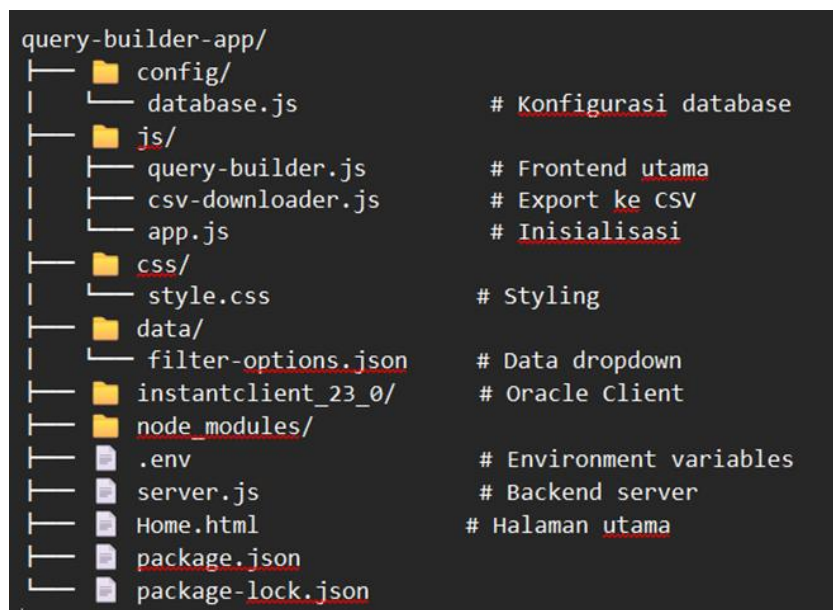 query-builder-app/
├── 📁 config/
│   └── database.js                # Konfigurasi database
├── 📁 js/
│   ├── query-builder.js           # Frontend utama
│   ├── csv-downloader.js          # Export ke CSV
│   └── app.js                     # Inisialisasi
├── 📁 css/
│   └── style.css                 # Styling
├── 📁 data/
│   └── filter-options.json       # Data dropdown
├── 📁 instantclient_23_0/        # Oracle Client
├── 📁 node_modules/
├── 📄 .env                       # Environment variables
├── 📄 server.js                  # Backend server
├── 📄 Home.html                 # Halaman utama
├── 📄 package.json
└── 📄 package-lock.json